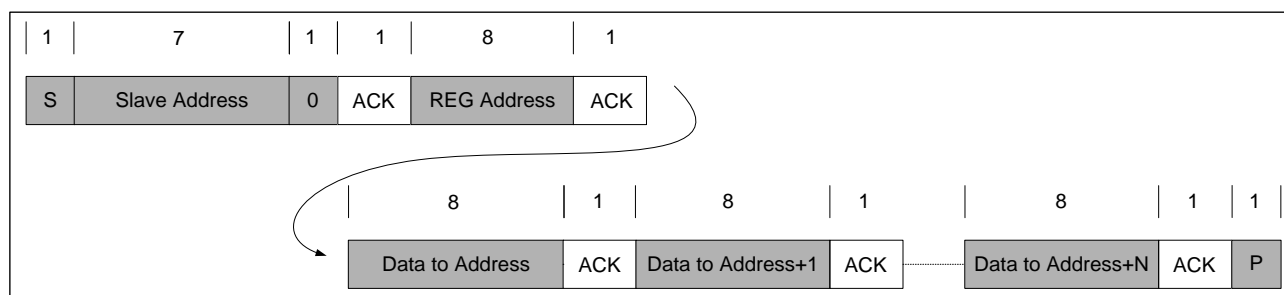 1 7 1 1 8 1
S Slave Address 0 ACK REG Address ACK
8 1 8 1 8 1 1
Data to Address ACK Data to Address+1 ACK Data to Address+N ACK P